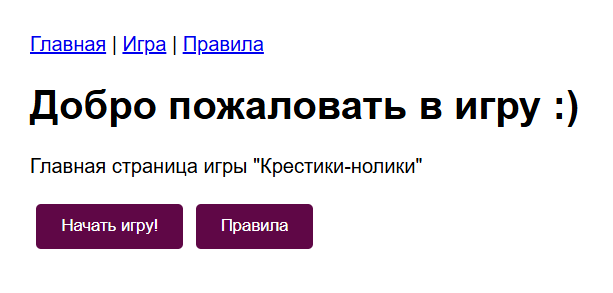 Главная | Игра | Правила
Добро пожаловать в игру :)
Главная страница игры "Крестики-нолики"
Начать игру! Правила